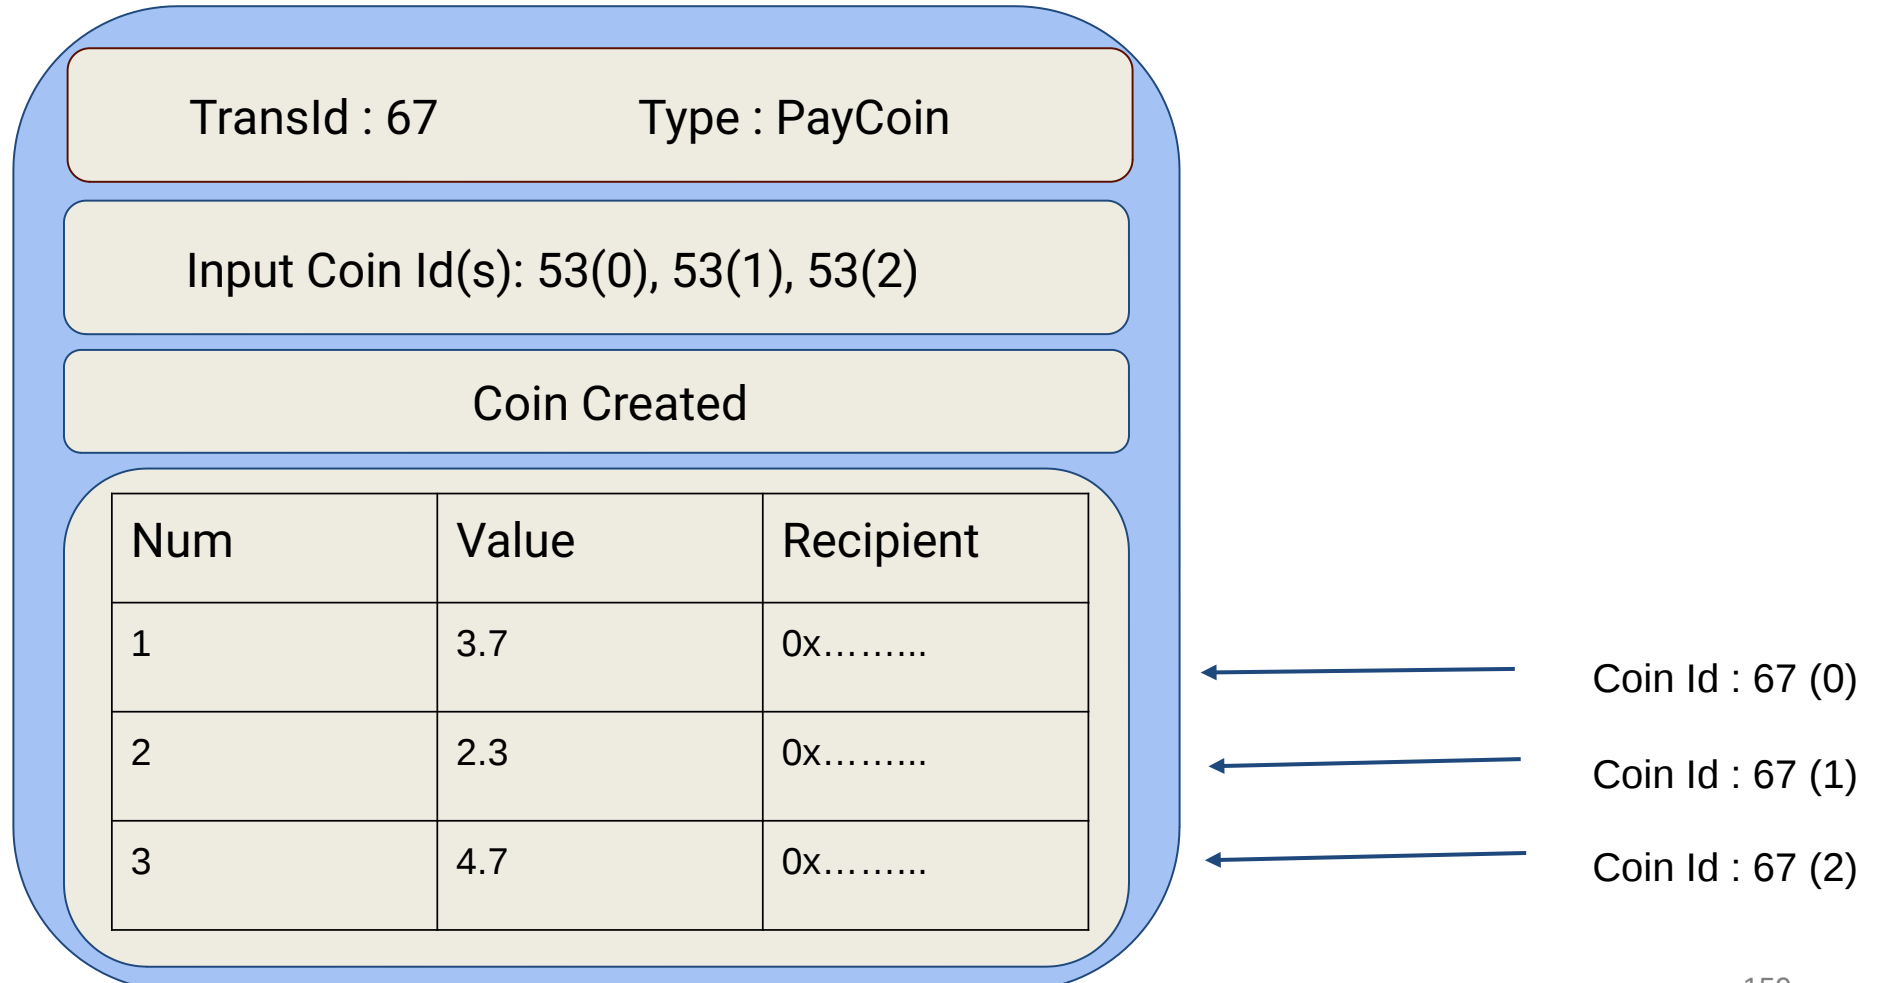 TransId : 67 Type : PayCoin
Input Coin Id(s): 53(0), 53(1), 53(2)
Coin Created
Num Value Recipient
1 3.7 0x……...
2 2.3 0x……...
3 4.7 0x……...
Coin Id : 67 (0)
Coin Id : 67 (1)
Coin Id : 67 (2)